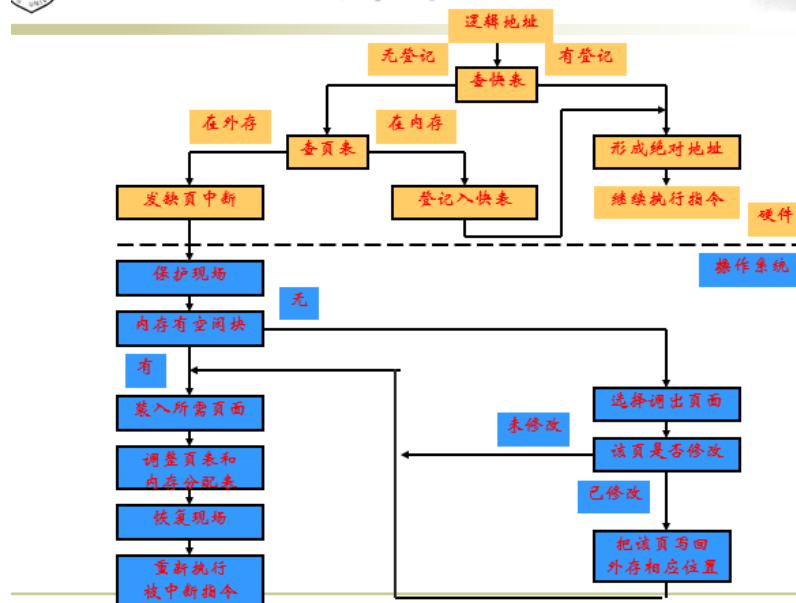 逻辑地址
无登记
有登记
查快表
在外存
在内存
查页表
形成绝对地址
发缺页中断
登记入快表
继续执行指令
硬件
操作系统
保护现场
无
内存有空闲块
有
装入所需页面
选择调出页面
未修改
调整页表和
内存分配表
该页是否修改
已修改
恢复现场
把该页写回
外存相应位置
重新执行
被中断指令